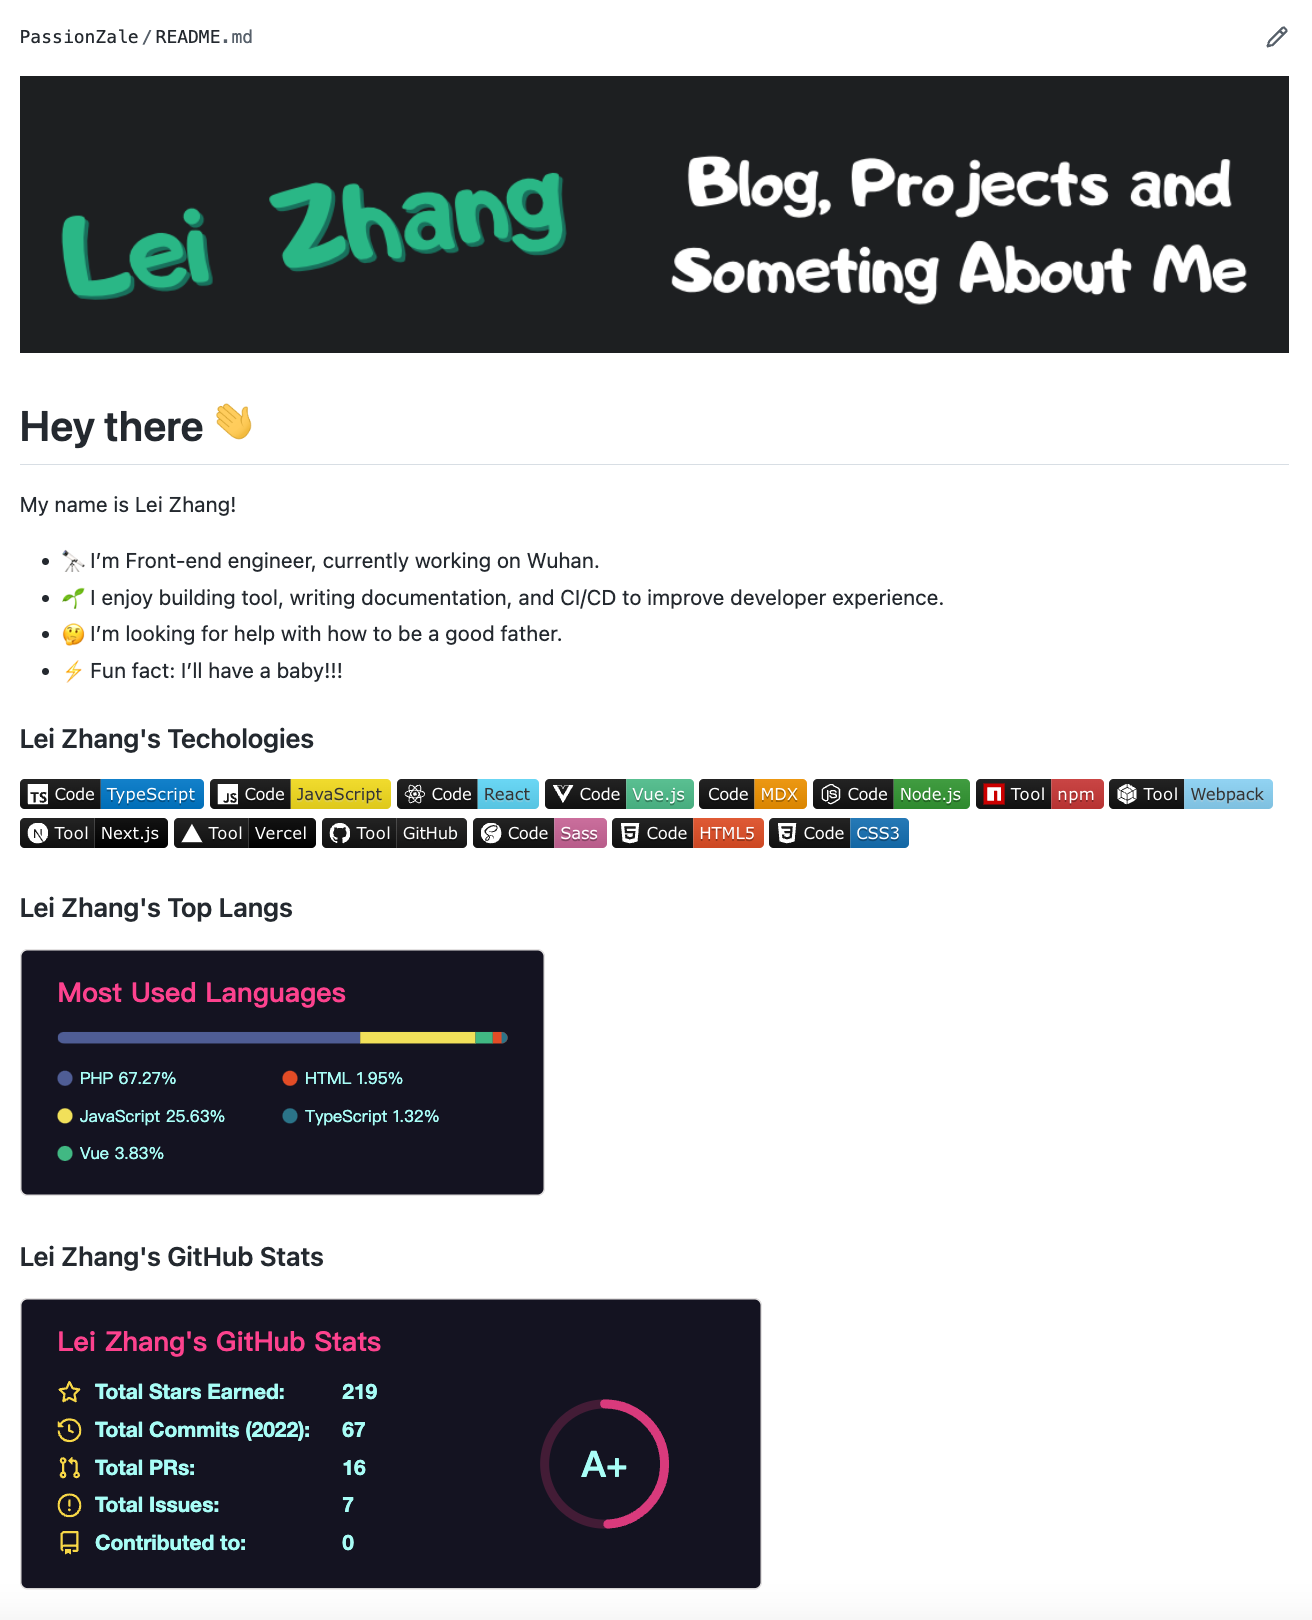 PassionZale/README.md
Lei Zhang
Blog, Projects and
Someting About Me
Hey there 👋
My name is Lei Zhang!
• 🔭 I’m Front-end engineer, currently working on Wuhan.
• 🌱 I enjoy building tool, writing documentation, and CI/CD to improve developer experience.
• 🤔 I’m looking for help with how to be a good father.
• ⚡ Fun fact: I’ll have a baby!!!
Lei Zhang's Techologies
TS Code TypeScript JS Code JavaScript Code React Code Vue.js Code MDX JS Code Node.js Tool npm Tool Webpack
N Tool Next.js Tool Vercel Tool GitHub Code Sass 5 Code HTML5 3 Code CSS3
Lei Zhang's Top Langs
Most Used Languages
PHP 67.27% HTML 1.95%
JavaScript 25.63% TypeScript 1.32%
Vue 3.83%
Lei Zhang's GitHub Stats
Lei Zhang's GitHub Stats
Total Stars Earned: 219
Total Commits (2022): 67
Total PRs: 16
Total Issues: 7
Contributed to: 0
A+